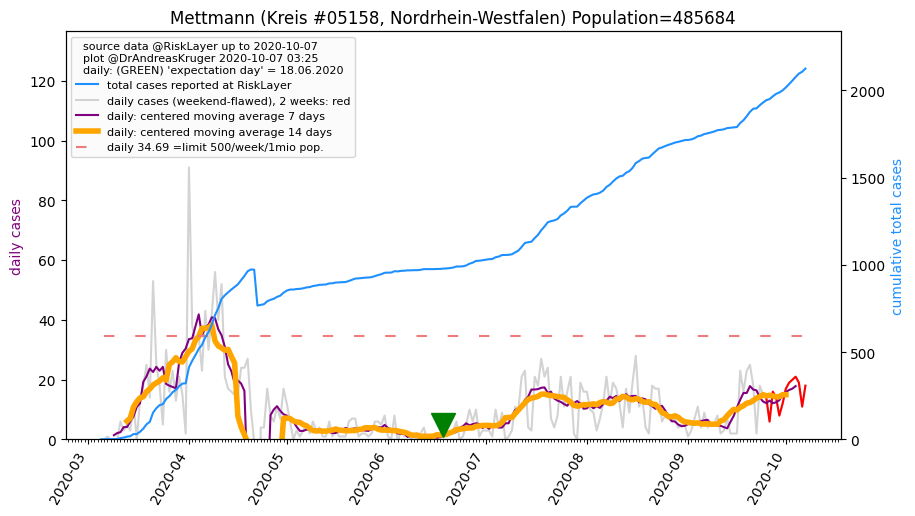 Mettmann (Kreis #05158, Nordrhein-Westfalen) Population=485684
source data @RiskLayer up to 2020-10-07
plot @DrAndreasKruger 2020-10-07 03:25
daily: (GREEN) 'expectation day' = 18.06.2020
total cases reported at RiskLayer
daily cases (weekend-flawed), 2 weeks: red
daily: centered moving average 7 days
daily: centered moving average 14 days
daily 34.69 =limit 500/week/1mio pop.
daily cases
120
100
80
60
40
20
0
2000
1500
1000
500
0
cumulative total cases
2020-03
2020-04
2020-05
2020-06
2020-07
2020-08
2020-09
2020-10